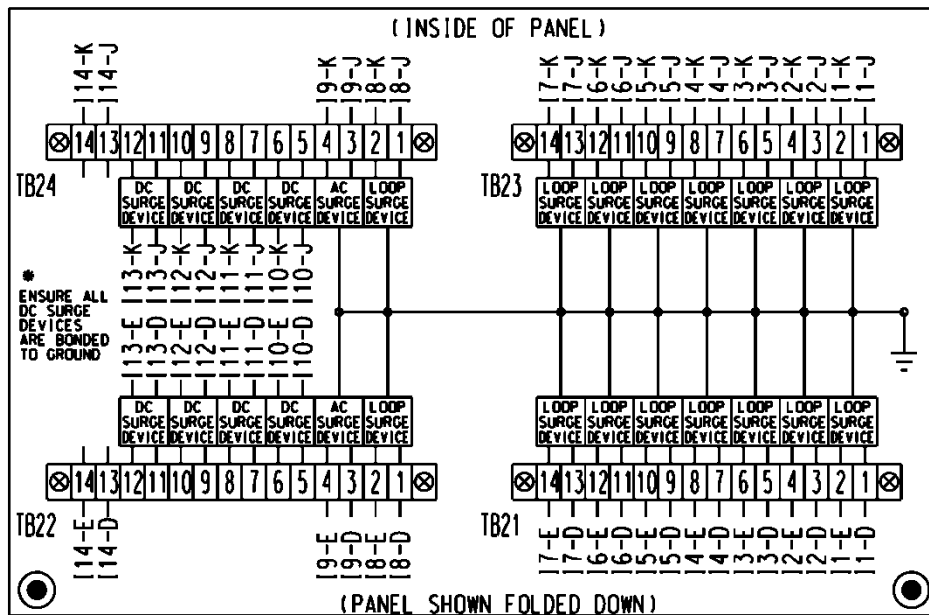 (INSIDE OF PANEL)
I14-K I14-J I9-K I9-J I8-K I8-J I7-K I7-J I6-K I6-J I5-K I5-J I4-K I4-J I3-K I3-J I2-K I2-J I1-K I1-J
14 13 12 11 10 9 8 7 6 5 4 3 2 1 14 13 12 11 10 9 8 7 6 5 4 3 2 1
TB24 TB23
DC DC DC DC AC LOOP LOOP LOOP LOOP LOOP LOOP LOOP LOOP
SURGE SURGE SURGE SURGE SURGE SURGE SURGE SURGE SURGE SURGE SURGE SURGE SURGE
DEVICE DEVICE DEVICE DEVICE DEVICE DEVICE DEVICE DEVICE DEVICE DEVICE DEVICE DEVICE DEVICE
I13-K I13-J I12-K I12-J I11-K I11-J I10-K I10-J
*
ENSURE ALL
DC SURGE
DEVICES
ARE BONDED
TO GROUND
I13-E I13-D I12-E I12-D I11-E I11-D I10-E I10-D
DC DC DC DC AC LOOP LOOP LOOP LOOP LOOP LOOP LOOP LOOP
SURGE SURGE SURGE SURGE SURGE SURGE SURGE SURGE SURGE SURGE SURGE SURGE SURGE
DEVICE DEVICE DEVICE DEVICE DEVICE DEVICE DEVICE DEVICE DEVICE DEVICE DEVICE DEVICE DEVICE
14 13 12 11 10 9 8 7 6 5 4 3 2 1 14 13 12 11 10 9 8 7 6 5 4 3 2 1
TB22 TB21
I14-E I14-D I9-E I9-D I8-E I8-D I7-E I7-D I6-E I6-D I5-E I5-D I4-E I4-D I3-E I3-D I2-E I2-D I1-E I1-D
(PANEL SHOWN FOLDED DOWN)